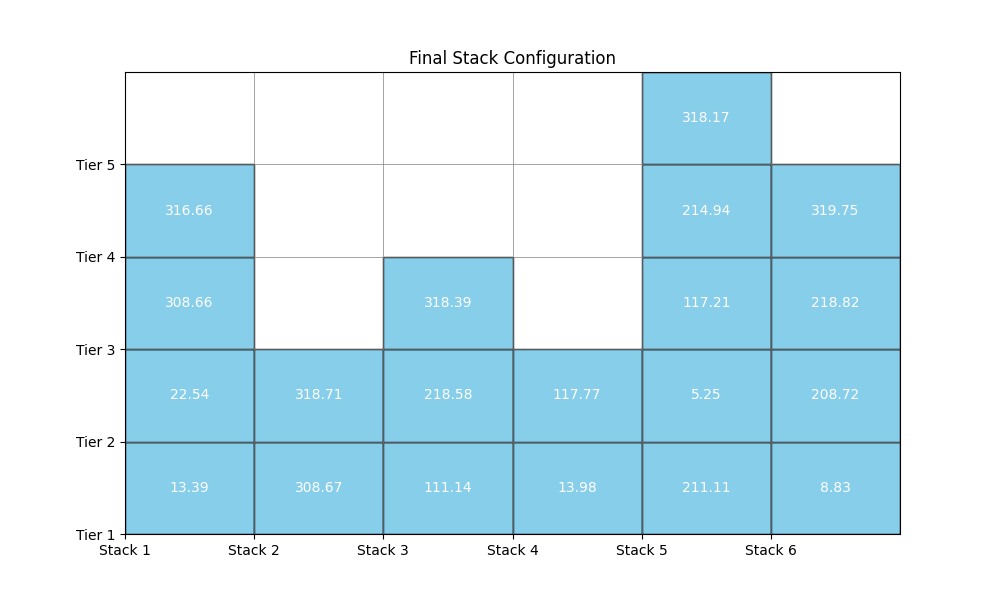 Final Stack Configuration
318.17
Tier 5
316.66 214.94 319.75
Tier 4
308.66 318.39 117.21 218.82
Tier 3
22.54 318.71 218.58 117.77 5.25 208.72
Tier 2
13.39 308.67 111.14 13.98 211.11 8.83
Tier 1
Stack 1 Stack 2 Stack 3 Stack 4 Stack 5 Stack 6